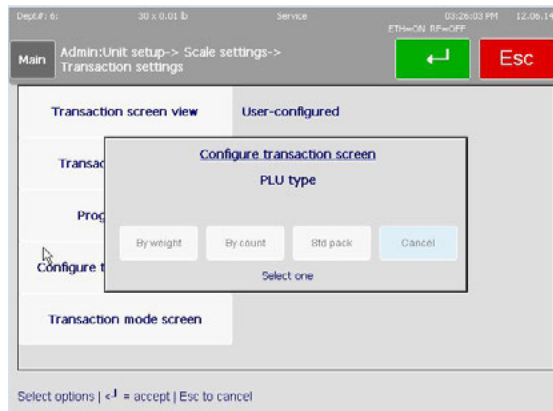 Dept#: 6: 30 x 0.01 lb Service 03:26:03 PM 12.06.14
ETH=ON RF=OFF
Main Admin:Unit setup-> Scale settings-> Esc
Transaction settings
Transaction screen view User-configured
Configure transaction screen
Transac
PLU type
Prog
By weight By count Std pack Cancel
Configure t
Select one
Transaction mode screen
Select options | ↵ = accept | Esc to cancel